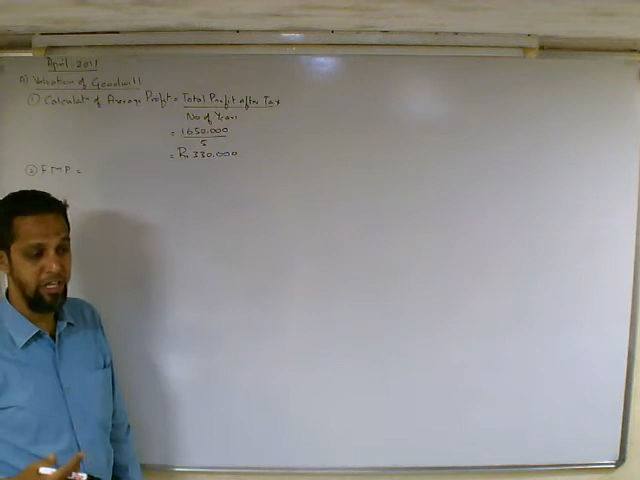 April 2011
A) Valuation of Goodwill
① Calculat of Average Profit = Total Profit after Tax
No of Years
= 1650,000
5
= Rs 330,000
② F M P =